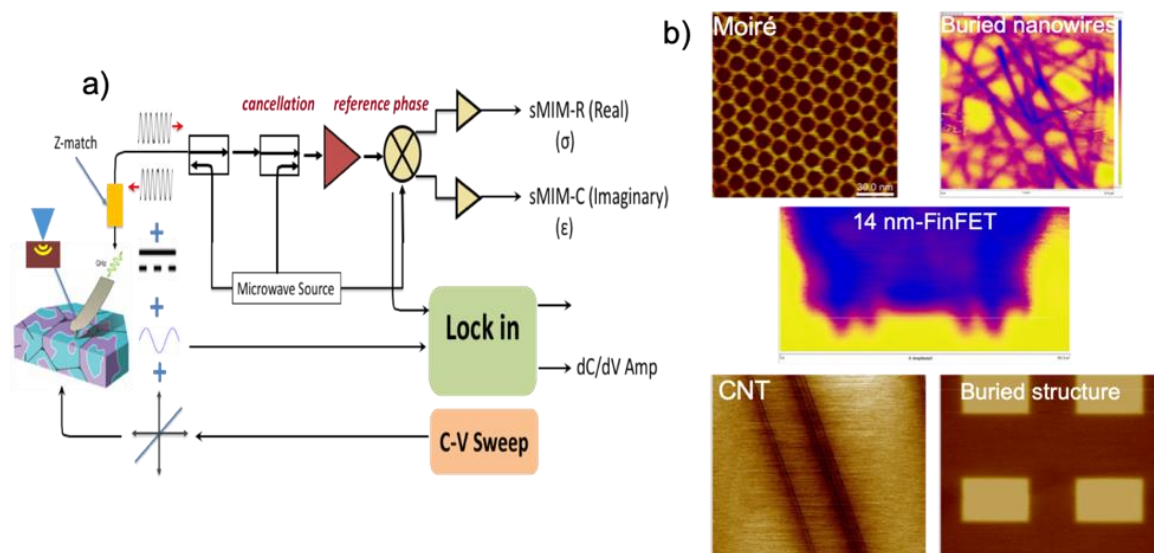 a)
cancellation
reference phase
Z-match
sMIM-R (Real)
(σ)
sMIM-C (Imaginary)
(ε)
GHz
Microwave Source
Lock in
dC/dV Amp
C-V Sweep
b)
Moiré
30.0 nm
Buried nanowires
14 nm-FinFET
CNT
Buried structure